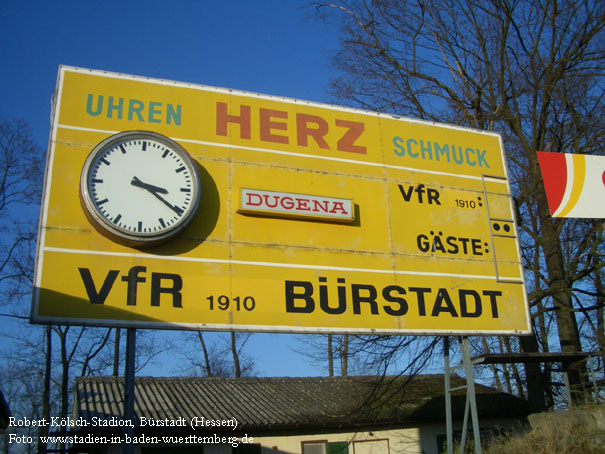 UHREN HERZ SCHMUCK
DUGENA
VfR 1910:
GÄSTE:
VfR 1910 BÜRSTADT
Robert-Kölsch-Stadion, Bürstadt (Hessen)
Foto: www.stadien-in-baden-wuerttemberg.de